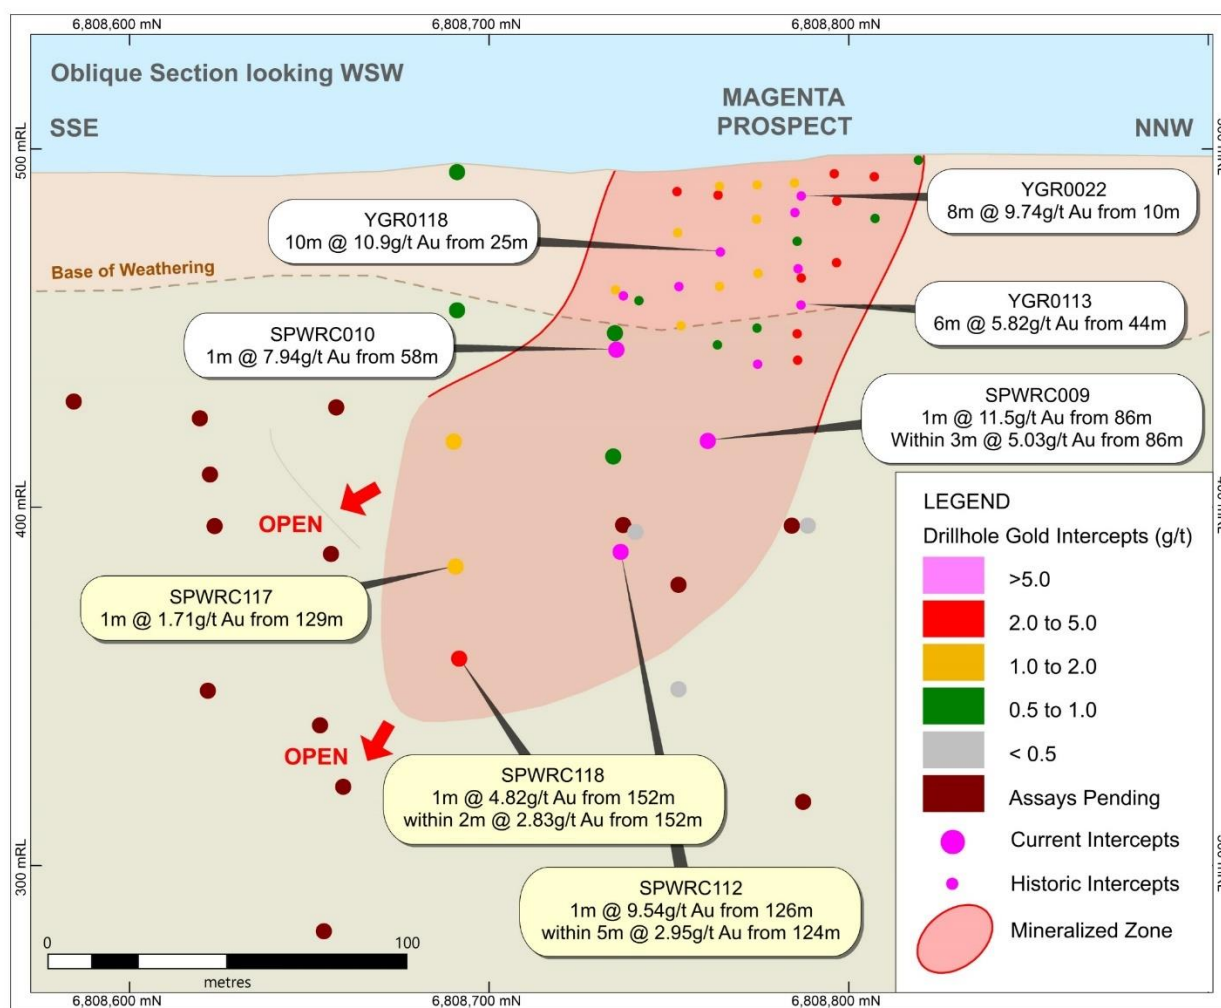 6,808,600 mN
6,808,700 mN
6,808,800 mN
Oblique Section looking WSW
SSE
MAGENTA
PROSPECT
NNW
500 mRL
YGR0022
8m @ 9.74g/t Au from 10m
YGR0118
10m @ 10.9g/t Au from 25m
Base of Weathering
YGR0113
6m @ 5.82g/t Au from 44m
SPWRC010
1m @ 7.94g/t Au from 58m
SPWRC009
1m @ 11.5g/t Au from 86m
Within 3m @ 5.03g/t Au from 86m
400 mRL
OPEN
SPWRC117
1m @ 1.71g/t Au from 129m
OPEN
SPWRC118
1m @ 4.82g/t Au from 152m
within 2m @ 2.83g/t Au from 152m
300 mRL
SPWRC112
1m @ 9.54g/t Au from 126m
within 5m @ 2.95g/t Au from 124m
LEGEND
Drillhole Gold Intercepts (g/t)
>5.0
2.0 to 5.0
1.0 to 2.0
0.5 to 1.0
< 0.5
Assays Pending
Current Intercepts
Historic Intercepts
Mineralized Zone
0
100
metres
6,808,600 mN
6,808,700 mN
6,808,800 mN